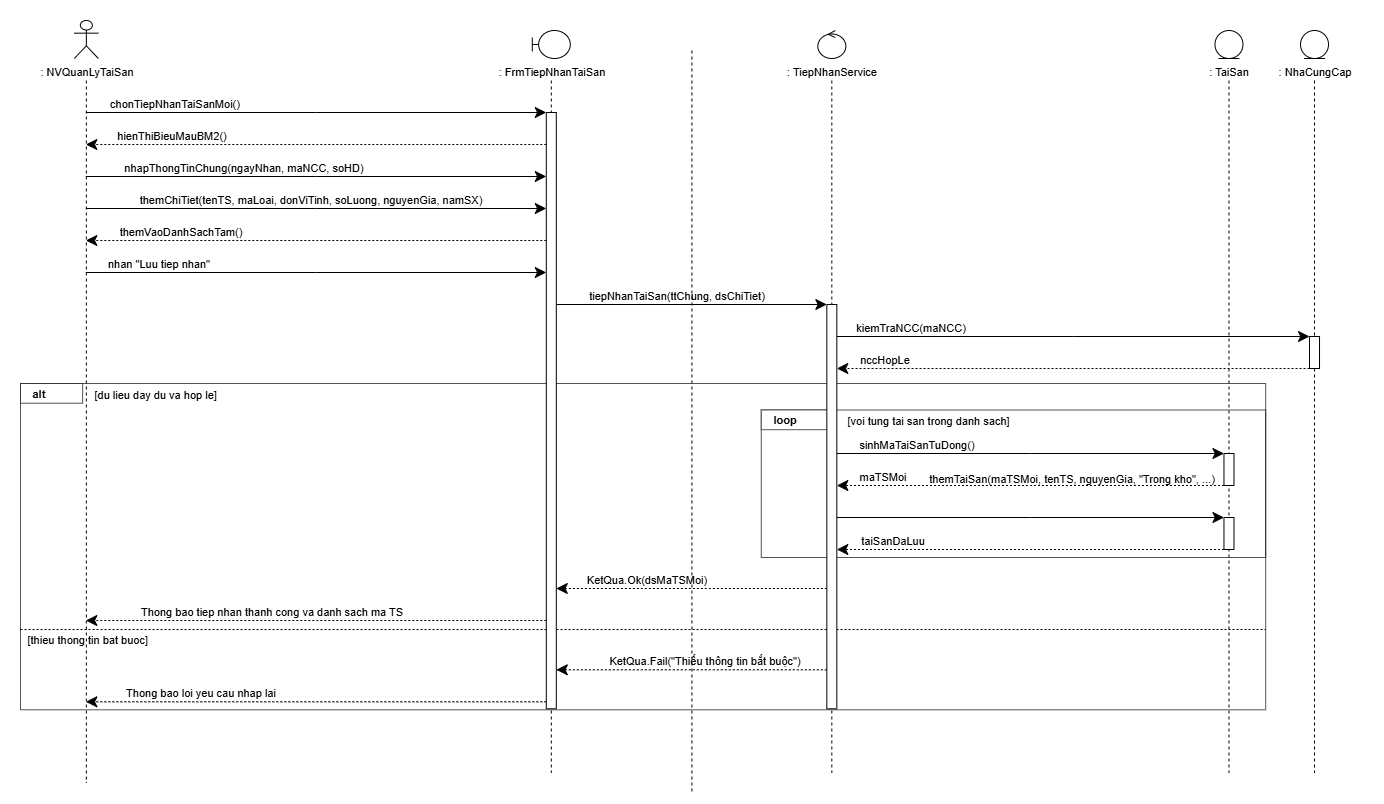 : NVQuanLyTaiSan
: FrmTiepNhanTaiSan
: TiepNhanService
: TaiSan
: NhaCungCap
chonTiepNhanTaiSanMoi()
hienThiBieuMauBM2()
nhapThongTinChung(ngayNhan, maNCC, soHD)
themChiTiet(tenTS, maLoai, donViTinh, soLuong, nguyenGia, namSX)
themVaoDanhSachTam()
nhan "Luu tiep nhan"
tiepNhanTaiSan(ttChung, dsChiTiet)
kiemTraNCC(maNCC)
nccHopLe
alt
[du lieu day du va hop le]
loop
[voi tung tai san trong danh sach]
sinhMaTaiSanTuDong()
maTSMoi
themTaiSan(maTSMoi, tenTS, nguyenGia, "Trong kho", ...)
taiSanDaLuu
KetQua.Ok(dsMaTSMoi)
Thong bao tiep nhan thanh cong va danh sach ma TS
[thieu thong tin bat buoc]
KetQua.Fail("Thiếu thông tin bắt buộc")
Thong bao loi yeu cau nhap lai